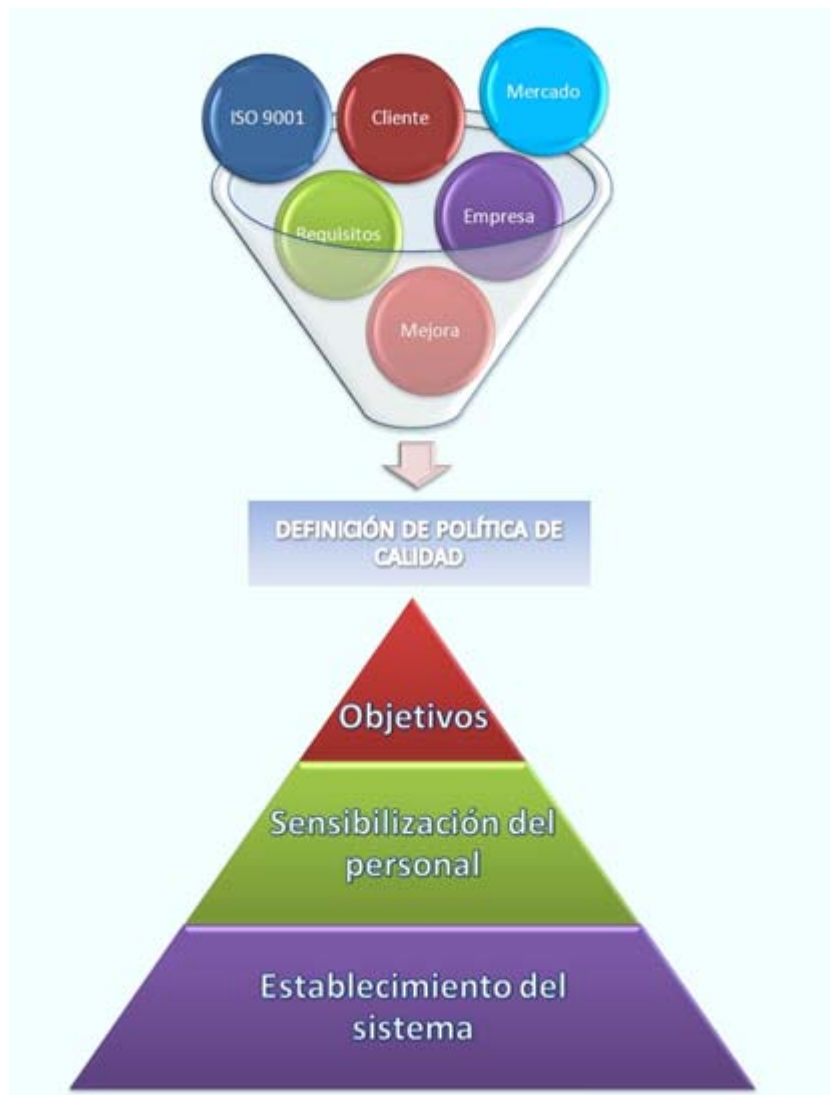 ISO 9001
Cliente
Mercado
Requisitos
Empresa
Mejora
DEFINICIÓN DE POLÍTICA DE
CALIDAD
Objetivos
Sensibilización del
personal
Establecimiento del
sistema